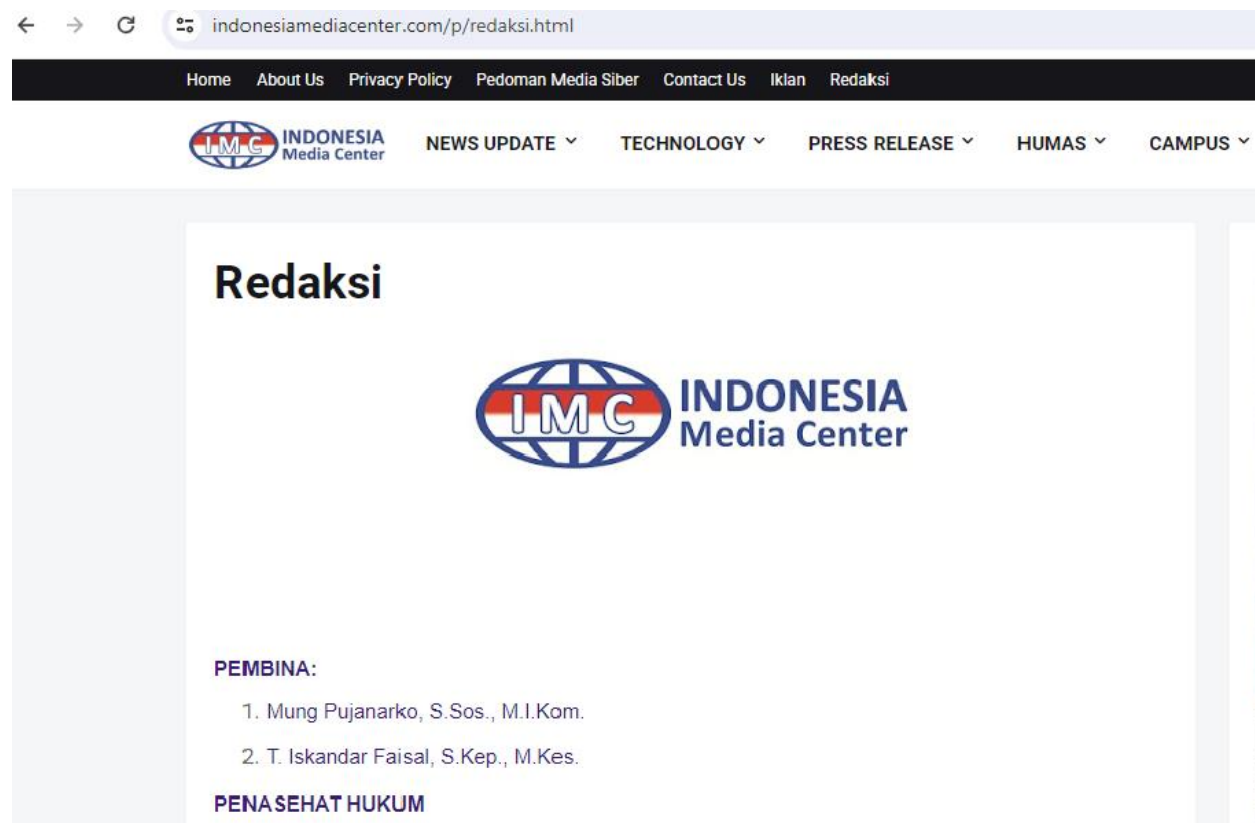 indonesiamediacenter.com/p/redaksi.html
Home About Us Privacy Policy Pedoman Media Siber Contact Us Iklan Redaksi
IMC INDONESIA Media Center NEWS UPDATE TECHNOLOGY PRESS RELEASE HUMAS CAMPUS
Redaksi
IMC INDONESIA
Media Center
PEMBINA:
1. Mung Pujanarko, S.Sos., M.I.Kom.
2. T. Iskandar Faisal, S.Kep., M.Kes.
PENASEHAT HUKUM